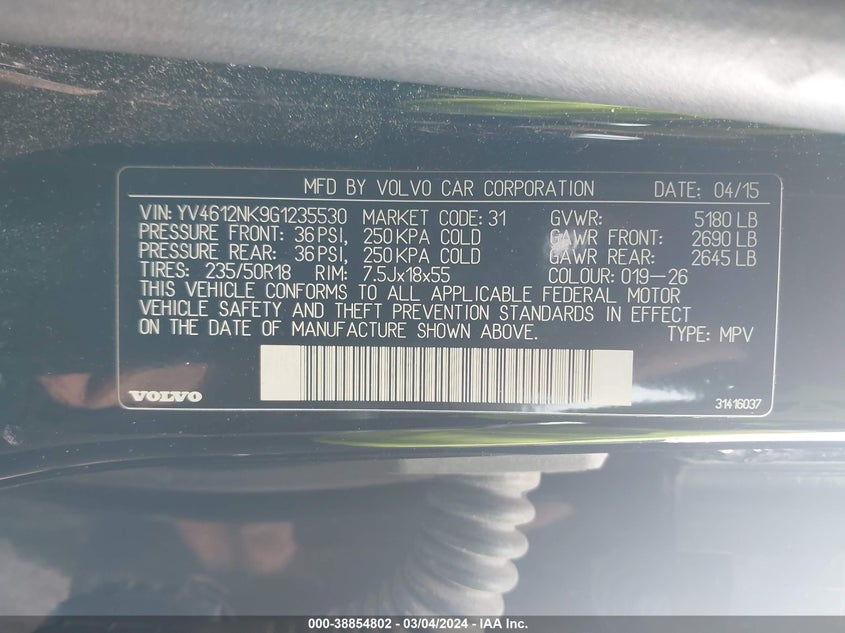 MFD BY VOLVO CAR CORPORATION DATE: 04/15
VIN: YV4612NK9G1235530 MARKET CODE: 31 GVWR: 5180 LB
PRESSURE FRONT: 36 PSI, 250 KPA COLD GAWR FRONT: 2690 LB
PRESSURE REAR: 36 PSI, 250 KPA COLD GAWR REAR: 2645 LB
TIRES: 235/50R18 RIM: 7.5Jx18x55 COLOUR: 019-26
THIS VEHICLE CONFORMS TO ALL APPLICABLE FEDERAL MOTOR
VEHICLE SAFETY AND THEFT PREVENTION STANDARDS IN EFFECT
ON THE DATE OF MANUFACTURE SHOWN ABOVE. TYPE: MPV
VOLVO 31416037
000-38854802 - 03/04/2024 - IAA Inc.